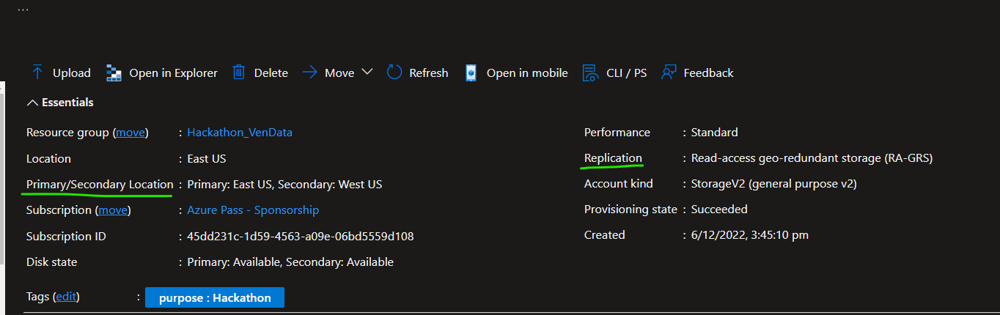 ...
Upload Open in Explorer Delete Move Refresh Open in mobile CLI / PS Feedback
Essentials
Resource group (move) : Hackathon_VenData
Location : East US
Primary/Secondary Location : Primary: East US, Secondary: West US
Subscription (move) : Azure Pass - Sponsorship
Subscription ID : 45dd231c-1d59-4563-a09e-06bd5559d108
Disk state : Primary: Available, Secondary: Available
Performance : Standard
Replication : Read-access geo-redundant storage (RA-GRS)
Account kind : StorageV2 (general purpose v2)
Provisioning state : Succeeded
Created : 6/12/2022, 3:45:10 pm
Tags (edit) : purpose : Hackathon